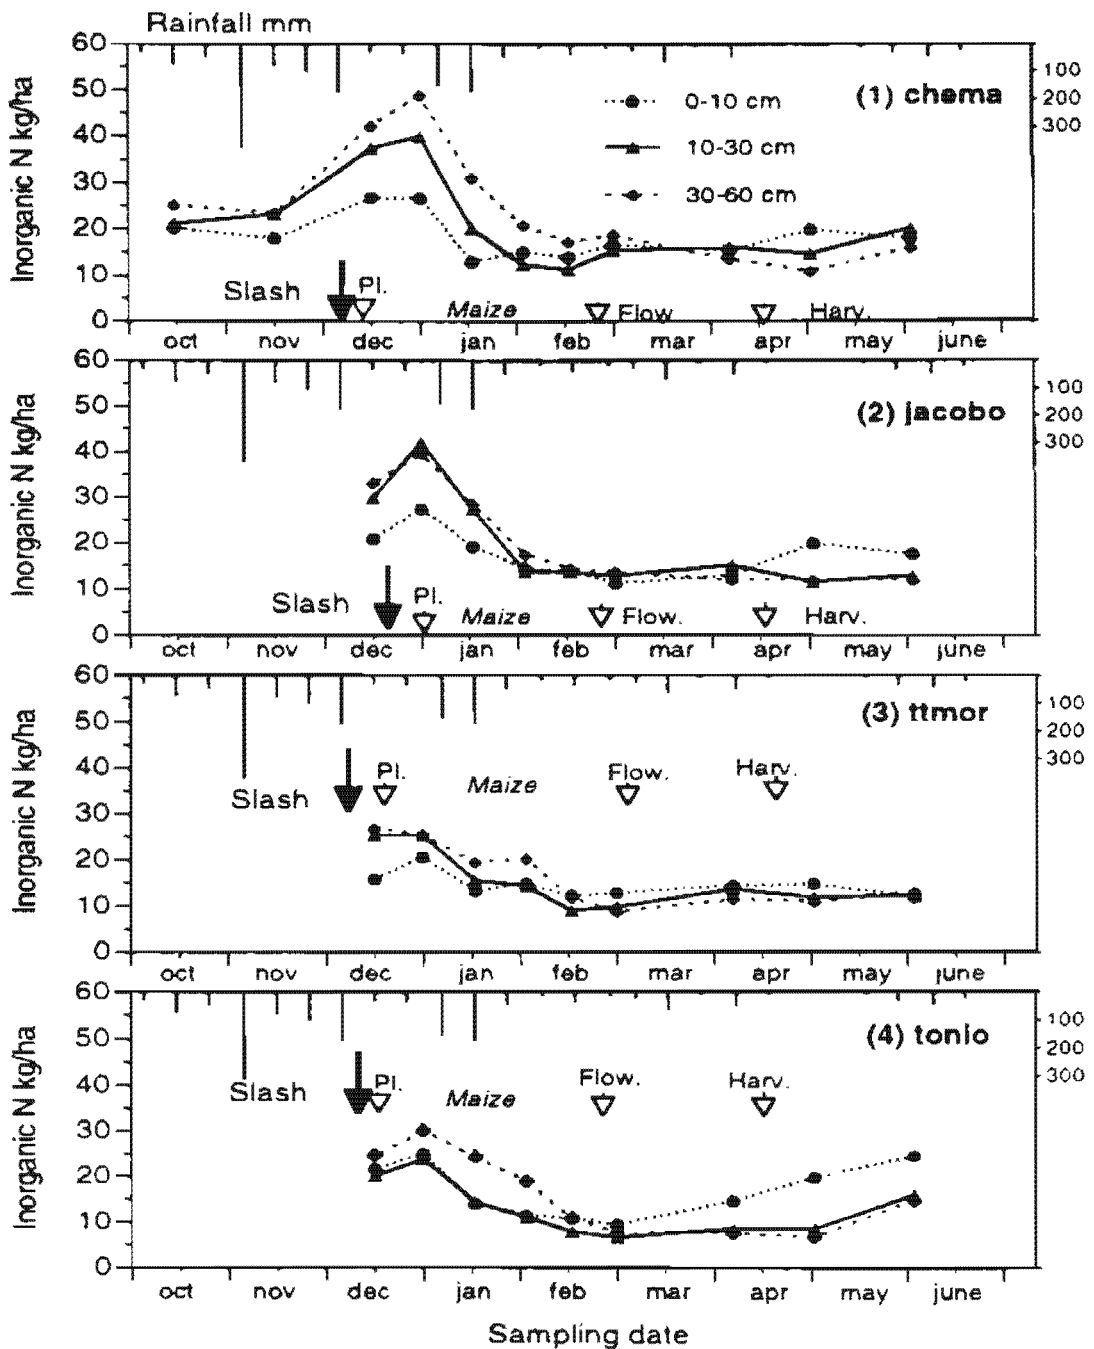 Rainfall mm
60
50
40
30
20
10
0
Inorganic N kg/ha
100
200
300
(1) chema
0-10 cm
10-30 cm
30-60 cm
Slash
Pl.
Maize
Flow
Harv.
oct nov dec jan feb mar apr may june
60
50
40
30
20
10
0
Inorganic N kg/ha
100
200
300
(2) jacobo
Slash
Pl.
Maize
Flow.
Harv.
oct nov dec jan feb mar apr may june
60
50
40
30
20
10
0
Inorganic N kg/ha
100
200
300
(3) ttmor
Slash
Pl.
Maize
Flow.
Harv.
oct nov dec jan feb mar apr may june
60
50
40
30
20
10
0
Inorganic N kg/ha
100
200
300
(4) tonio
Slash
Pl.
Maize
Flow.
Harv.
oct nov dec jan feb mar apr may june
Sampling date